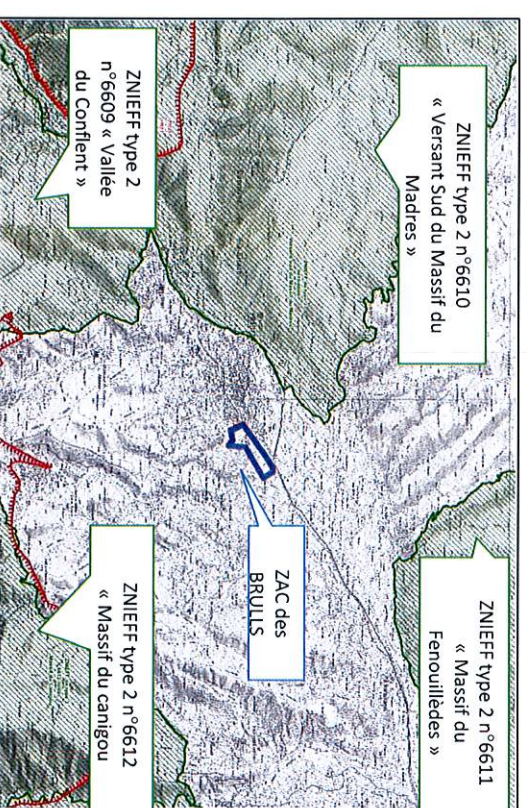 ZNIEFF type 2 n°6610
« Versant Sud du Massif du
Madres »
ZNIEFF type 2 n°6611
« Massif du
Fenouillèdes »
ZNIEFF type 2
n°6609 « Vallée
du Conflent »
ZAC des
BRULLS
ZNIEFF type 2 n°6612
« Massif du canigou